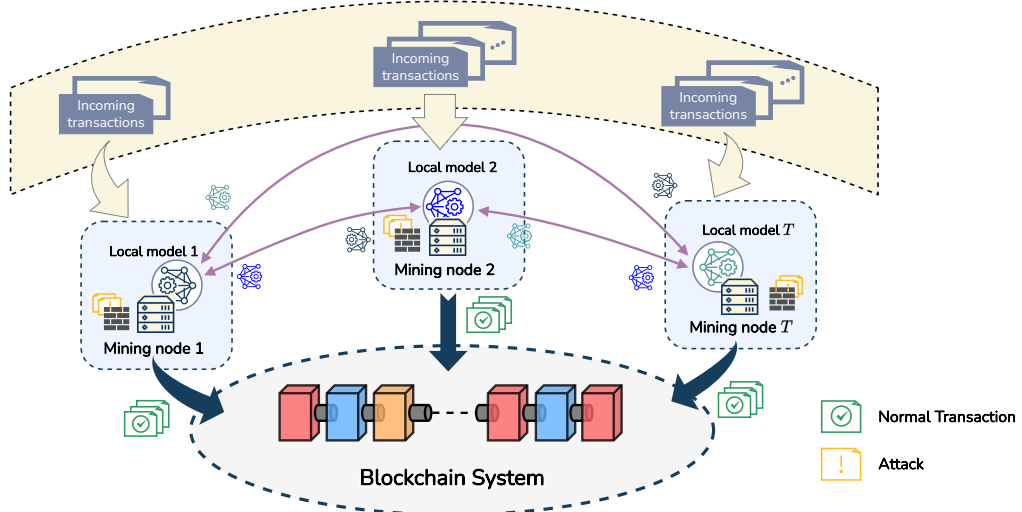 Incoming
transactions
Incoming
transactions
Incoming
transactions
Local model 1
Mining node 1
Local model 2
Mining node 2
Local model T
Mining node T
Blockchain System
Normal Transaction
Attack